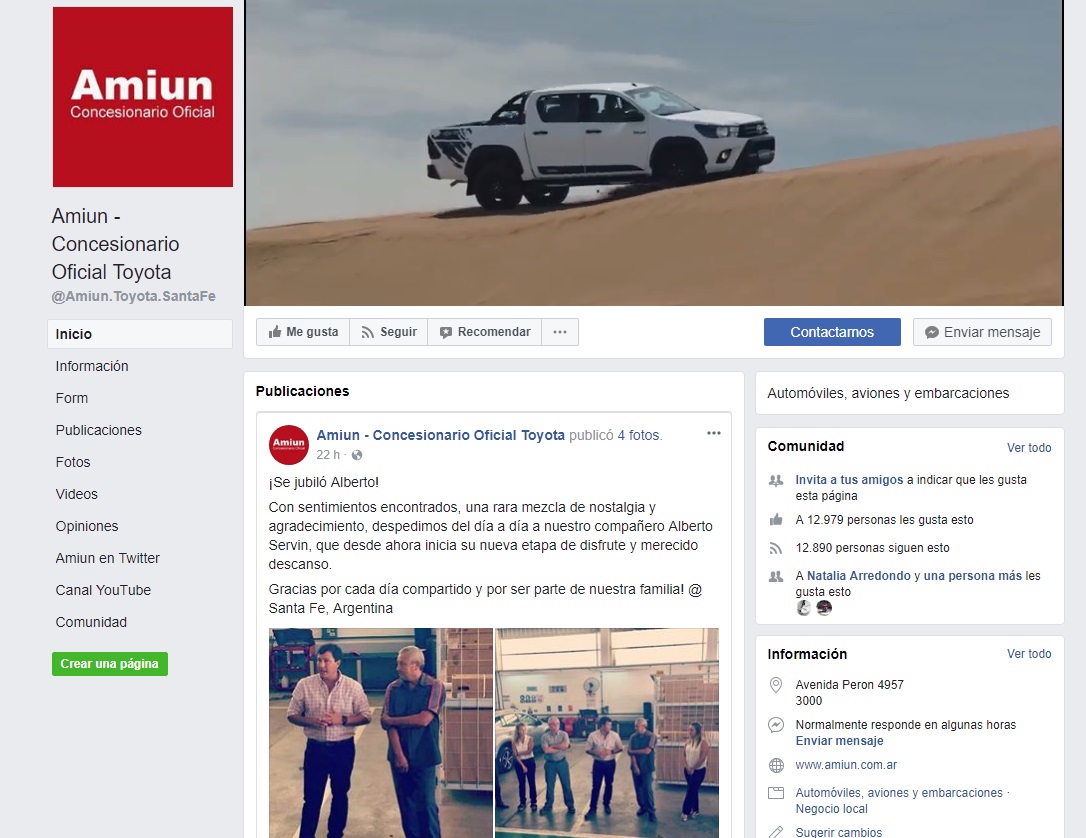 Amiun
Concesionario Oficial
Amiun -
Concesionario
Oficial Toyota
@Amiun.Toyota.SantaFe
Inicio
Información
Form
Publicaciones
Fotos
Videos
Opiniones
Amiun en Twitter
Canal YouTube
Comunidad
Crear una página
Me gusta
Seguir
Recomendar
Contactarnos
Enviar mensaje
Publicaciones
Amiun
Amiun - Concesionario Oficial Toyota publicó 4 fotos.
22 h ·
¡Se jubiló Alberto!
Con sentimientos encontrados, una rara mezcla de nostalgia y
agradecimiento, despedimos del día a día a nuestro compañero Alberto
Servin, que desde ahora inicia su nueva etapa de disfrute y merecido
descanso.
Gracias por cada día compartido y por ser parte de nuestra familia! @
Santa Fe, Argentina
Automóviles, aviones y embarcaciones
Comunidad
Ver todo
Invita a tus amigos a indicar que les gusta
esta página
A 12.979 personas les gusta esto
12.890 personas siguen esto
A Natalia Arredondo y una persona más les
gusta esto
Información
Ver todo
Avenida Peron 4957
3000
Normalmente responde en algunas horas
Enviar mensaje
www.amiun.com.ar
Automóviles, aviones y embarcaciones ·
Negocio local
Sugerir cambios